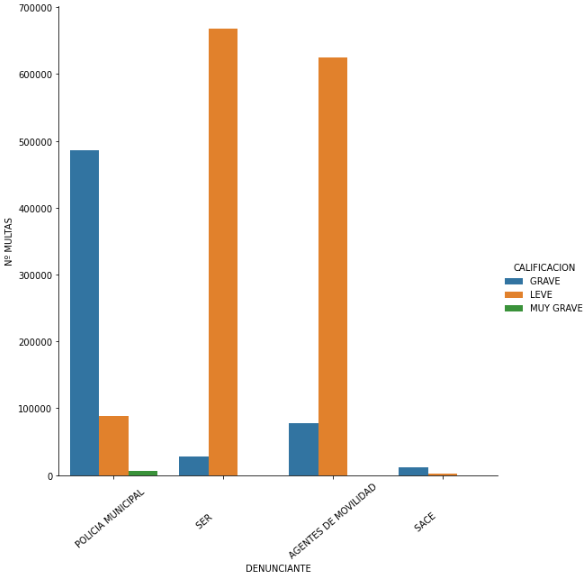 700000
600000
500000
400000
300000
200000
100000
0
Nº MULTAS
POLICIA MUNICIPAL
SER
AGENTES DE MOVILIDAD
SACE
DENUNCIANTE
CALIFICACION
GRAVE
LEVE
MUY GRAVE